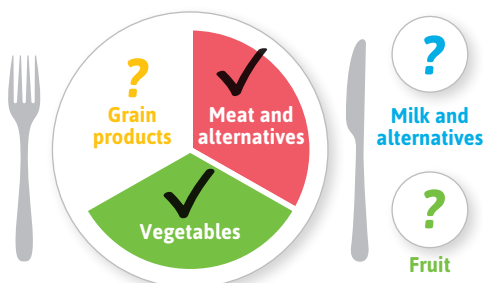 ?
Grain
products
Meat and
alternatives
Vegetables
?
Milk and
alternatives
?
Fruit